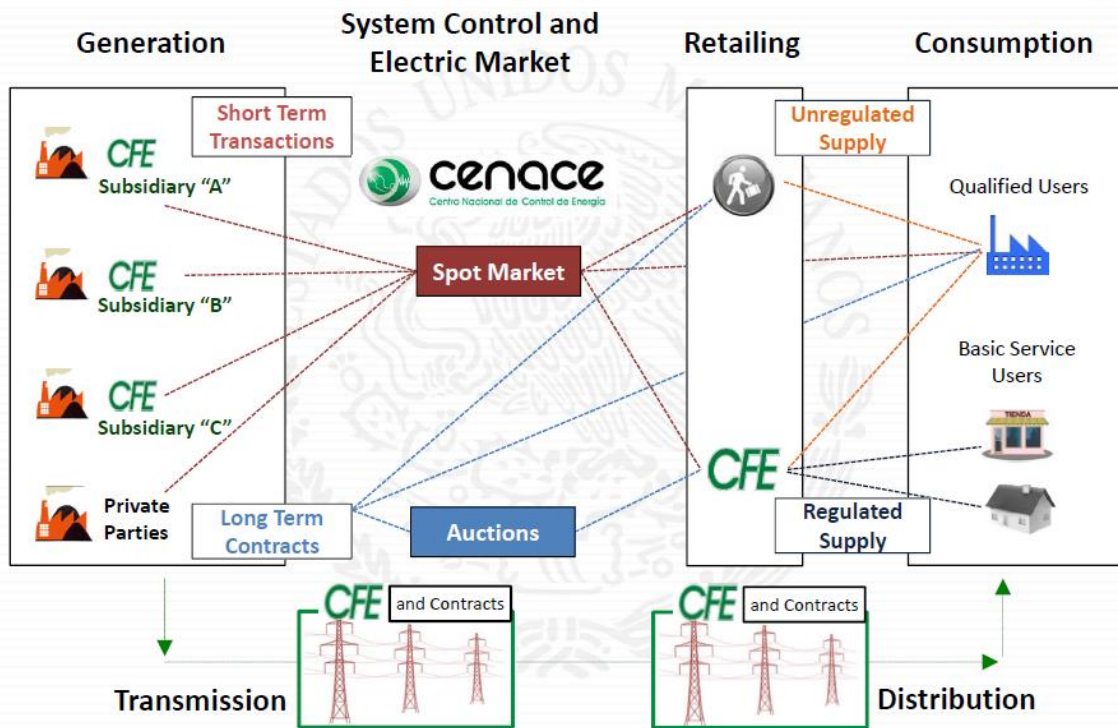 Generation
System Control and
Electric Market
Retailing
Consumption
Short Term
Transactions
CFE
Subsidiary “A”
CFE
Subsidiary “B”
CFE
Subsidiary “C”
Private
Parties
Long Term
Contracts
cenace
Centro Nacional de Control de Energía
Spot Market
Auctions
CFE
Unregulated
Supply
Qualified Users
Basic Service
Users
TIENDA
Regulated
Supply
CFE and Contracts
CFE and Contracts
Transmission
Distribution